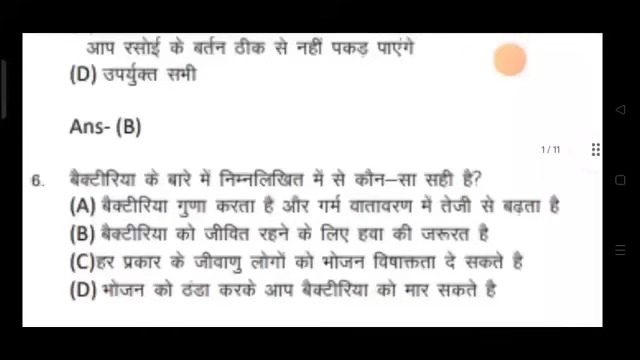 आप रसोई के बर्तन ठीक से नहीं पकड़ पाएंगे
(D) उपर्युक्त सभी
Ans- (B)
1/11
6. बैक्टीरिया के बारे में निम्नलिखित में से कौन–सा सही है?
(A) बैक्टीरिया गुणा करता है और गर्म वातावरण में तेजी से बढ़ता है
(B) बैक्टीरिया को जीवित रहने के लिए हवा की जरूरत है
(C)हर प्रकार के जीवाणु लोगों को भोजन विषाक्तता दे सकते है
(D) भोजन को ठंडा करके आप बैक्टीरिया को मार सकते है